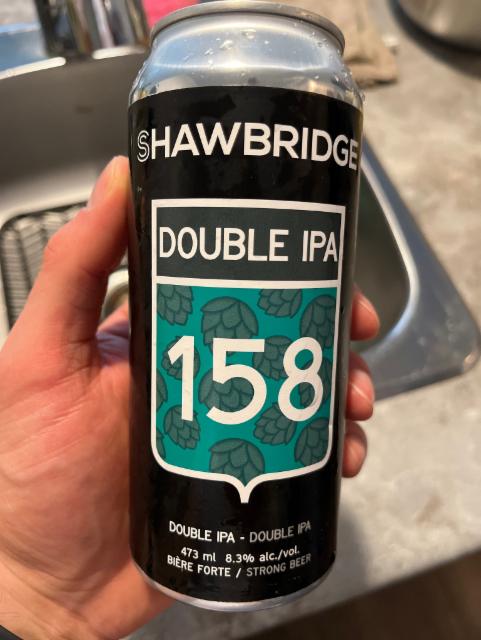 SHAWBRIDGE
DOUBLE IPA
158
DOUBLE IPA - DOUBLE IPA
473 ml 8.3% alc./vol.
BIÈRE FORTE / STRONG BEER